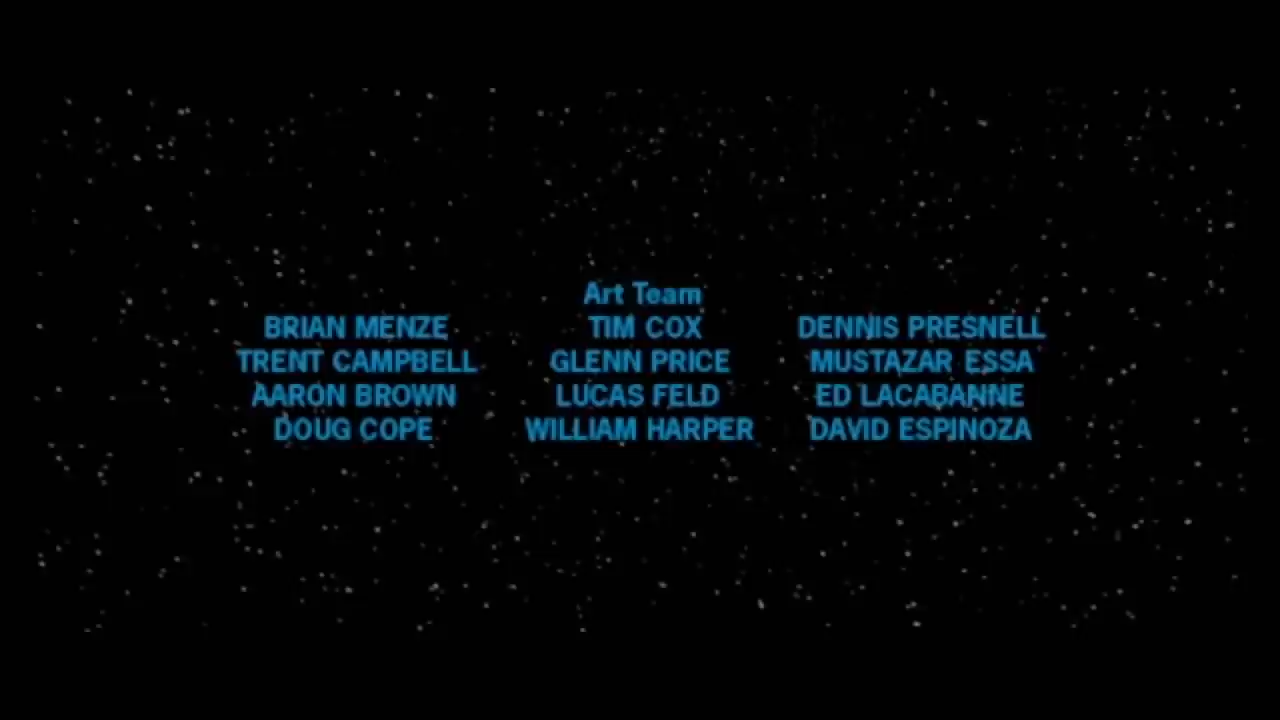 Art Team
BRIAN MENZE TIM COX DENNIS PRESNELL
TRENT CAMPBELL GLENN PRICE MUSTAZAR ESSA
AARON BROWN LUCAS FELD ED LACABANNE
DOUG COPE WILLIAM HARPER DAVID ESPINOZA